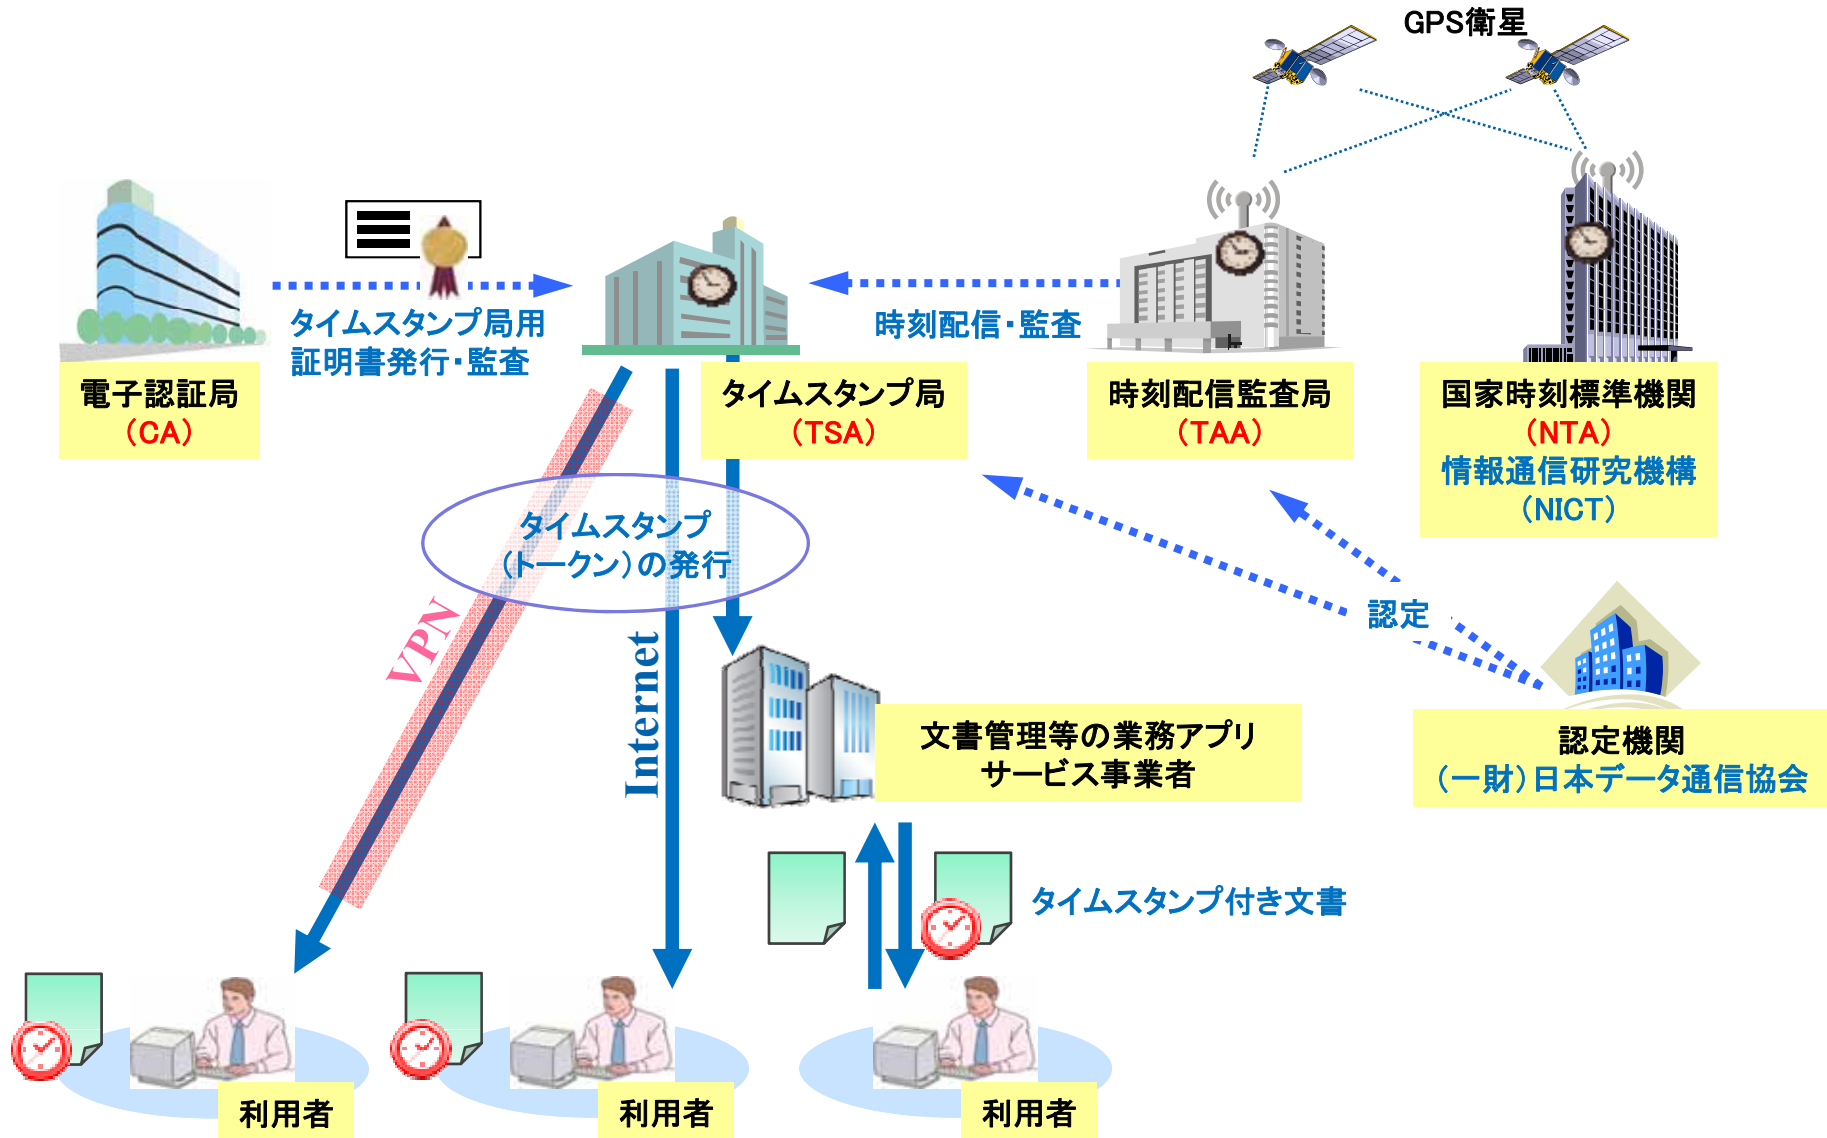 GPS衛星
タイムスタンプ局用
証明書発行・監査
時刻配信・監査
電子認証局
(CA)
タイムスタンプ局
(TSA)
時刻配信監査局
(TAA)
国家時刻標準機関
(NTA)
情報通信研究機構
(NICT)
タイムスタンプ
(トークン)の発行
認定
VPN
Internet
文書管理等の業務アプリ
サービス事業者
認定機関
(一財)日本データ通信協会
タイムスタンプ付き文書
利用者
利用者
利用者